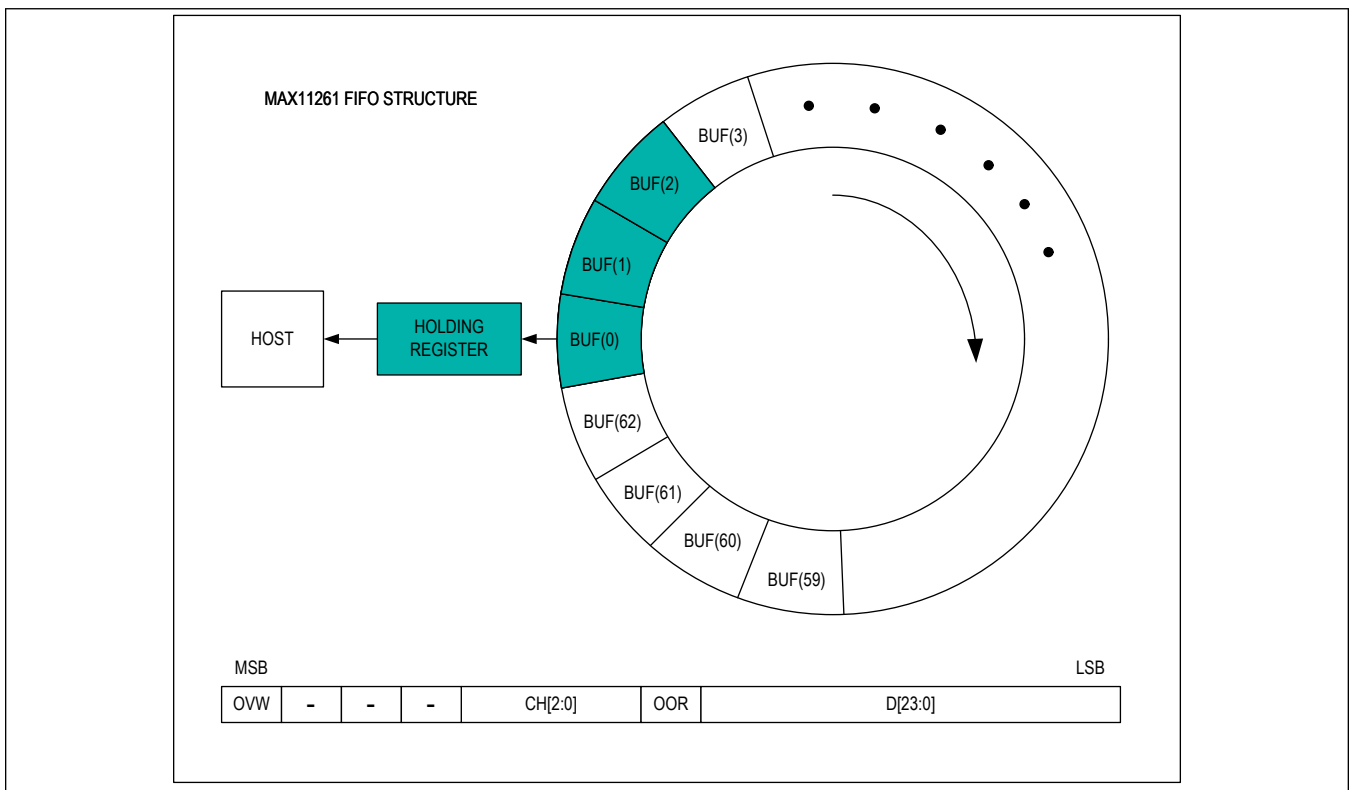 MAX11261 FIFO STRUCTURE
BUF(3)
BUF(2)
BUF(1)
BUF(0)
HOST
HOLDING
REGISTER
BUF(62)
BUF(61)
BUF(60)
BUF(59)
MSB
LSB
OVW - - - CH[2:0] OOR D[23:0]